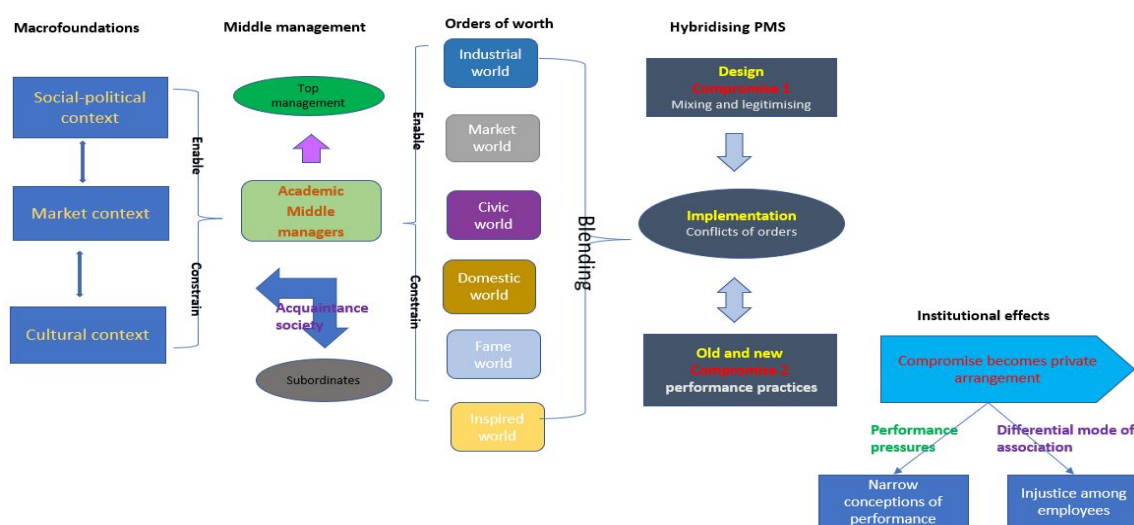 Macrofoundations
Social-political
context
Market context
Cultural context
Enable
Constrain
Middle management
Top
management
Academic
Middle
managers
Acquaintance
society
Subordinates
Enable
Constrain
Orders of worth
Industrial
world
Market
world
Civic
world
Domestic
world
Fame
world
Inspired
world
Blending
Hybridising PMS
Design
Compromise 1
Mixing and legitimising
Implementation
Conflicts of orders
Old and new
Compromise 2
performance practices
Institutional effects
Compromise becomes private
arrangement
Performance
pressures
Differential mode of
association
Narrow
conceptions of
performance
Injustice among
employees